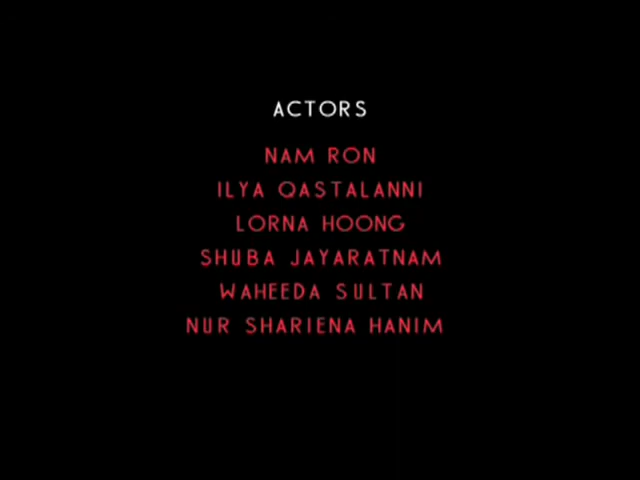 ACTORS
NAM RON
ILYA QASTALANNI
LORNA HOONG
SHUBA JAYARATNAM
WAHEEDA SULTAN
NUR SHARIENA HANIM